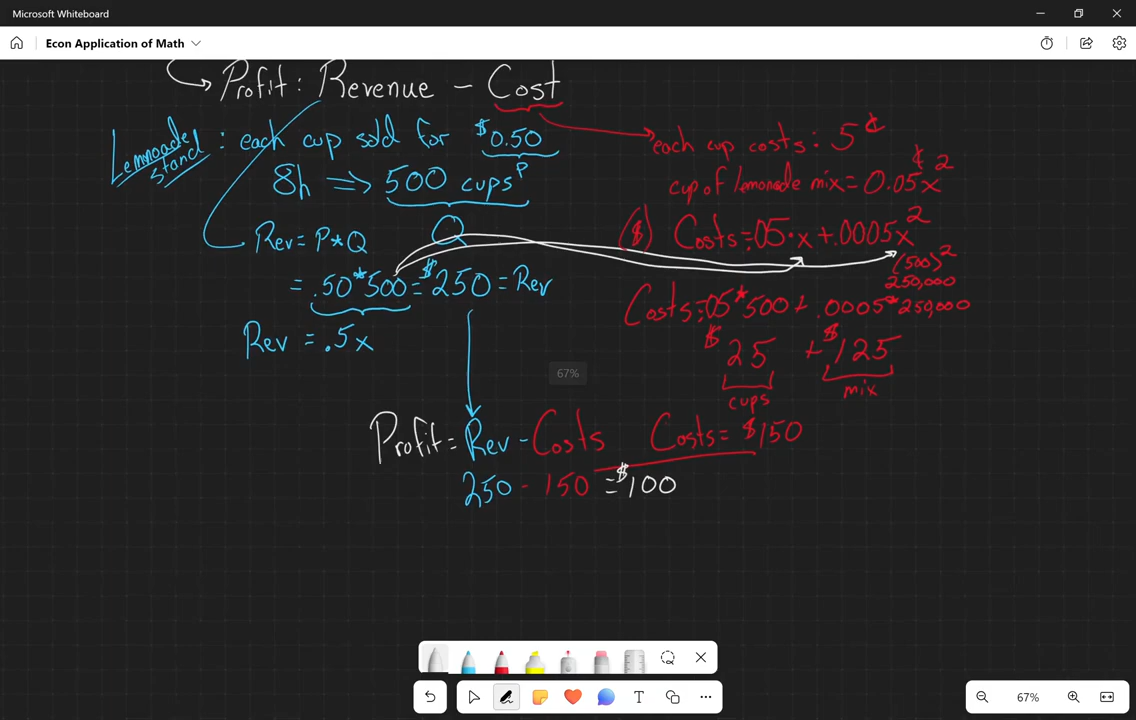 Microsoft Whiteboard
Econ Application of Math
Profit: Revenue - Cost
Lemnoade stand : each cup sold for $0.50
8h ⇒ 500 cups P
Q
Rev = P*Q
= .50*500 = $250 = Rev
Rev = .5x
each cup costs: 5¢
cup of lemonade mix = 0.05x¢ 2
($) Costs = .05·x + .0005x²
(500)²
250,000
Costs = .05*500 + .0005*250,000
$25 + $125
cups mix
67%
Profit = Rev - Costs
Costs = $150
250 - 150 = $100
67%